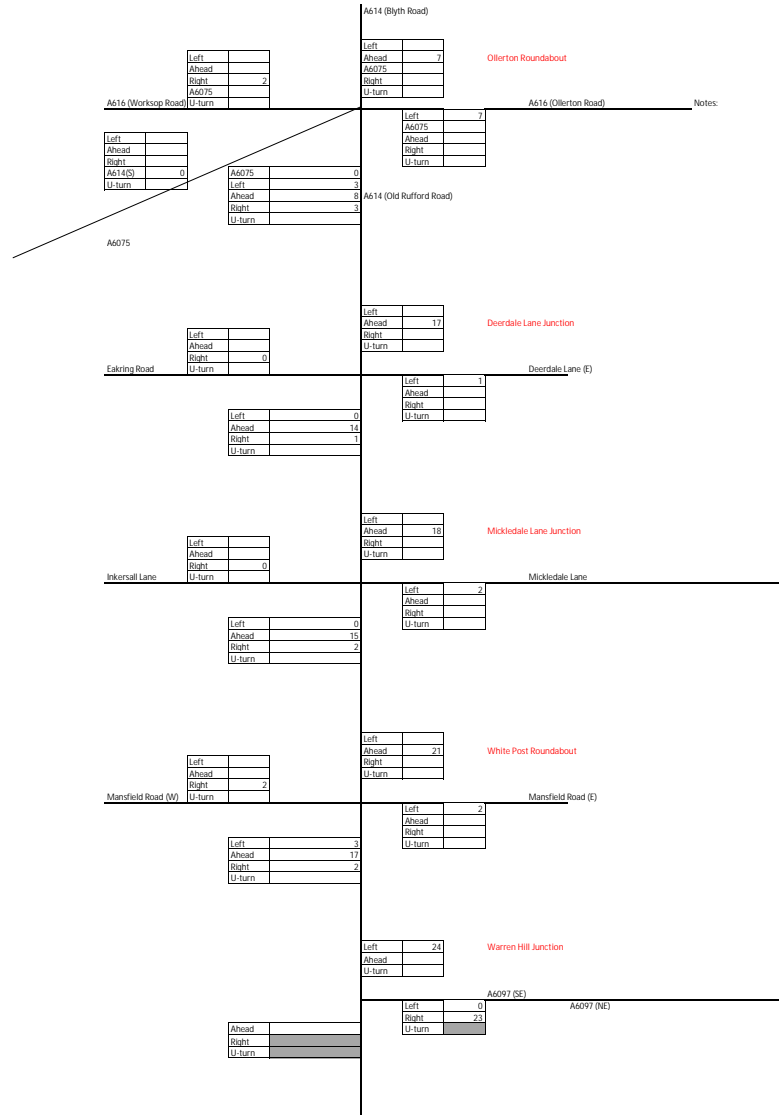 A614 (Blyth Road)
Left
Ahead 7
A6075
Right
U-turn
Ollerton Roundabout
Left
Ahead
Right 2
A6075
U-turn
A616 (Worksop Road)
A616 (Ollerton Road)
Notes:
Left 7
A6075
Ahead
Right
U-turn
Left
Ahead
Right
A614(S) 0
U-turn
A6075 0
Left 3
Ahead 8
Right 3
U-turn
A614 (Old Rufford Road)
A6075
Left
Ahead 17
Right
U-turn
Deerdale Lane Junction
Left
Ahead
Right 0
U-turn
Eakring Road
Deerdale Lane (E)
Left 1
Ahead
Right
U-turn
Left 0
Ahead 14
Right 1
U-turn
Left
Ahead 18
Right
U-turn
Mickledale Lane Junction
Left
Ahead
Right 0
U-turn
Inkersall Lane
Mickledale Lane
Left 2
Ahead
Right
U-turn
Left 0
Ahead 15
Right 2
U-turn
Left
Ahead 21
Right
U-turn
White Post Roundabout
Left
Ahead
Right 2
U-turn
Mansfield Road (W)
Mansfield Road (E)
Left 2
Ahead
Right
U-turn
Left 3
Ahead 17
Right 2
U-turn
Left 24
Ahead
U-turn
Warren Hill Junction
A6097 (SE)
A6097 (NE)
Left 0
Right 23
U-turn
Ahead
Right
U-turn